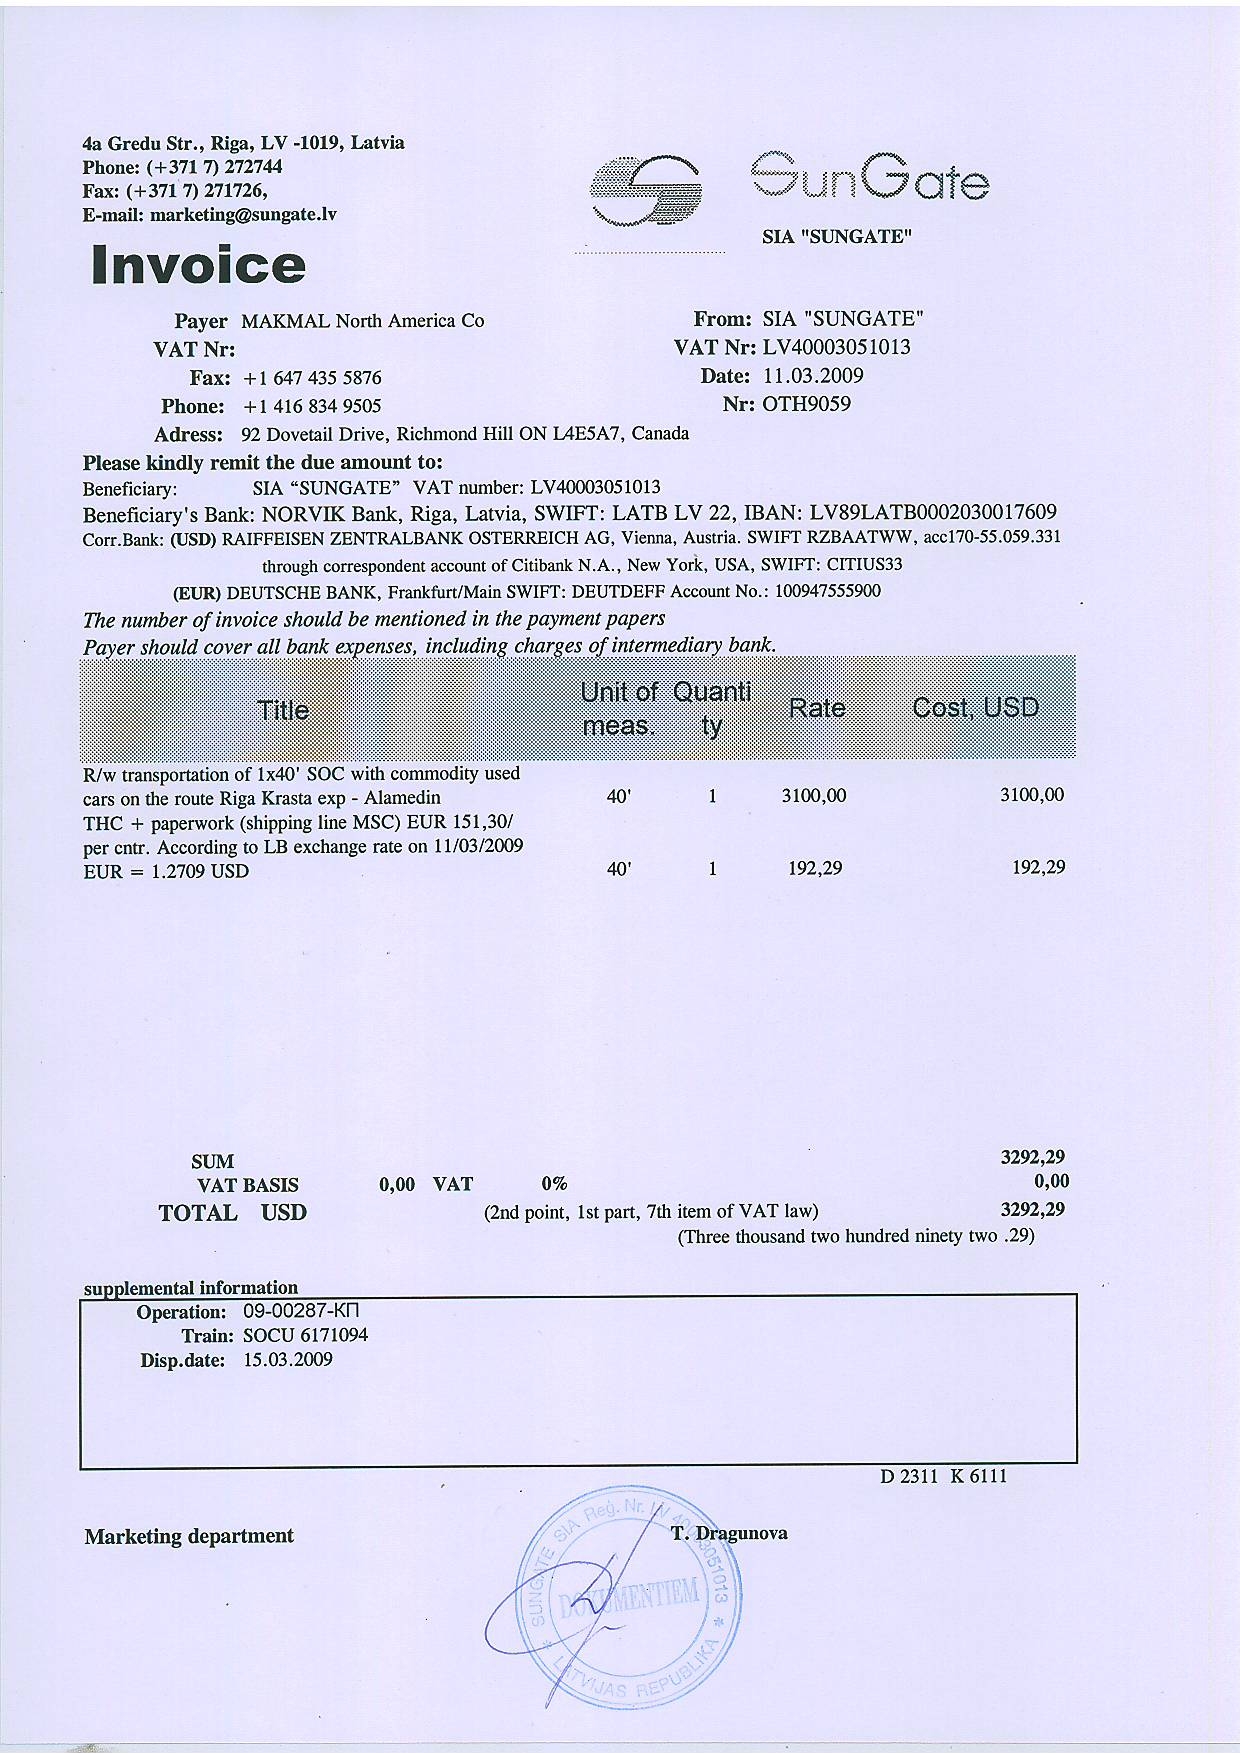 4a Gredu Str., Riga, LV -1019, Latvia
Phone: (+371 7) 272744
Fax: (+371 7) 271726,
E-mail: marketing@sungate.lv
SunGate
SIA "SUNGATE"
Invoice
Payer MAKMAL North America Co From: SIA "SUNGATE"
VAT Nr: VAT Nr: LV40003051013
Fax: +1 647 435 5876 Date: 11.03.2009
Phone: +1 416 834 9505 Nr: OTH9059
Adress: 92 Dovetail Drive, Richmond Hill ON L4E5A7, Canada
Please kindly remit the due amount to:
Beneficiary: SIA “SUNGATE” VAT number: LV40003051013
Beneficiary's Bank: NORVIK Bank, Riga, Latvia, SWIFT: LATB LV 22, IBAN: LV89LATB0002030017609
Corr.Bank: (USD) RAIFFEISEN ZENTRALBANK OSTERREICH AG, Vienna, Austria. SWIFT RZBAATWW, acc170-55.059.331
through correspondent account of Citibank N.A., New York, USA, SWIFT: CITIUS33
(EUR) DEUTSCHE BANK, Frankfurt/Main SWIFT: DEUTDEFF Account No.: 100947555900
The number of invoice should be mentioned in the payment papers
Payer should cover all bank expenses, including charges of intermediary bank.
Title Unit of meas. Quanti ty Rate Cost, USD
R/w transportation of 1x40' SOC with commodity used
cars on the route Riga Krasta exp - Alamedin 40' 1 3100,00 3100,00
THC + paperwork (shipping line MSC) EUR 151,30/
per cntr. According to LB exchange rate on 11/03/2009
EUR = 1.2709 USD 40' 1 192,29 192,29
SUM 3292,29
VAT BASIS 0,00 VAT 0% 0,00
TOTAL USD (2nd point, 1st part, 7th item of VAT law) 3292,29
(Three thousand two hundred ninety two .29)
supplemental information
Operation: 09-00287-КП
Train: SOCU 6171094
Disp.date: 15.03.2009
D 2311 K 6111
Marketing department T. Dragunova
SUNGATE SIA Reģ. Nr. LV 40003051013
DOKUMENTIEM
* LATVIJAS REPUBLIKA *